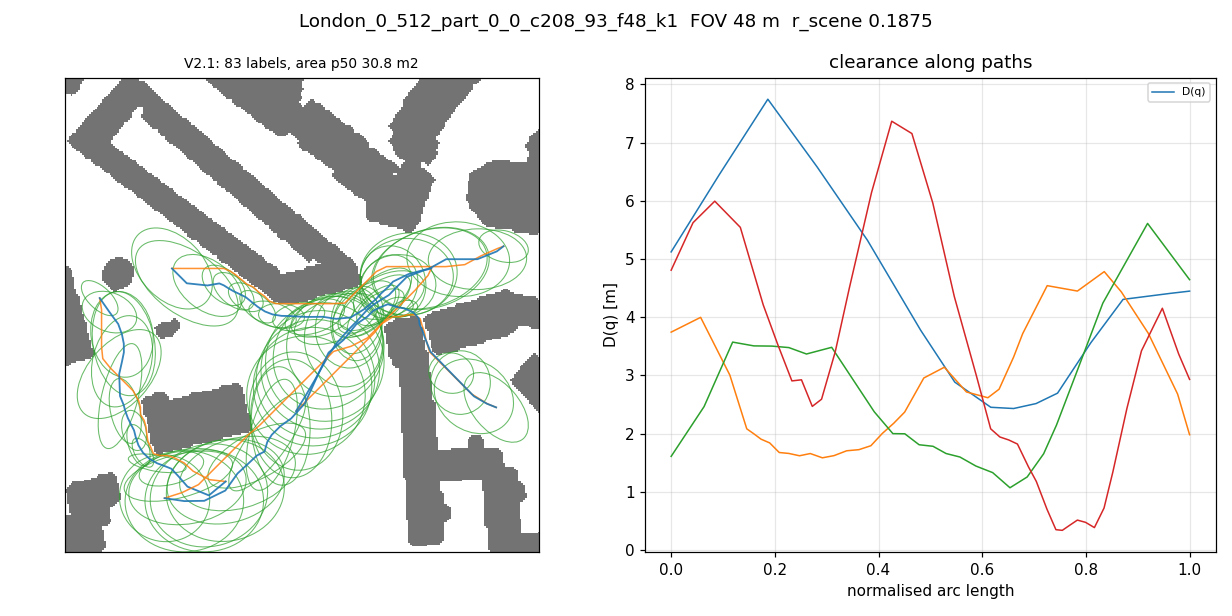 London_0_512_part_0_0_c208_93_f48_k1  FOV 48 m  r_scene 0.1875
V2.1: 83 labels, area p50 30.8 m2
clearance along paths
D(q)
8
7
6
5
4
3
2
1
0
D(q) [m]
0.0 0.2 0.4 0.6 0.8 1.0
normalised arc length